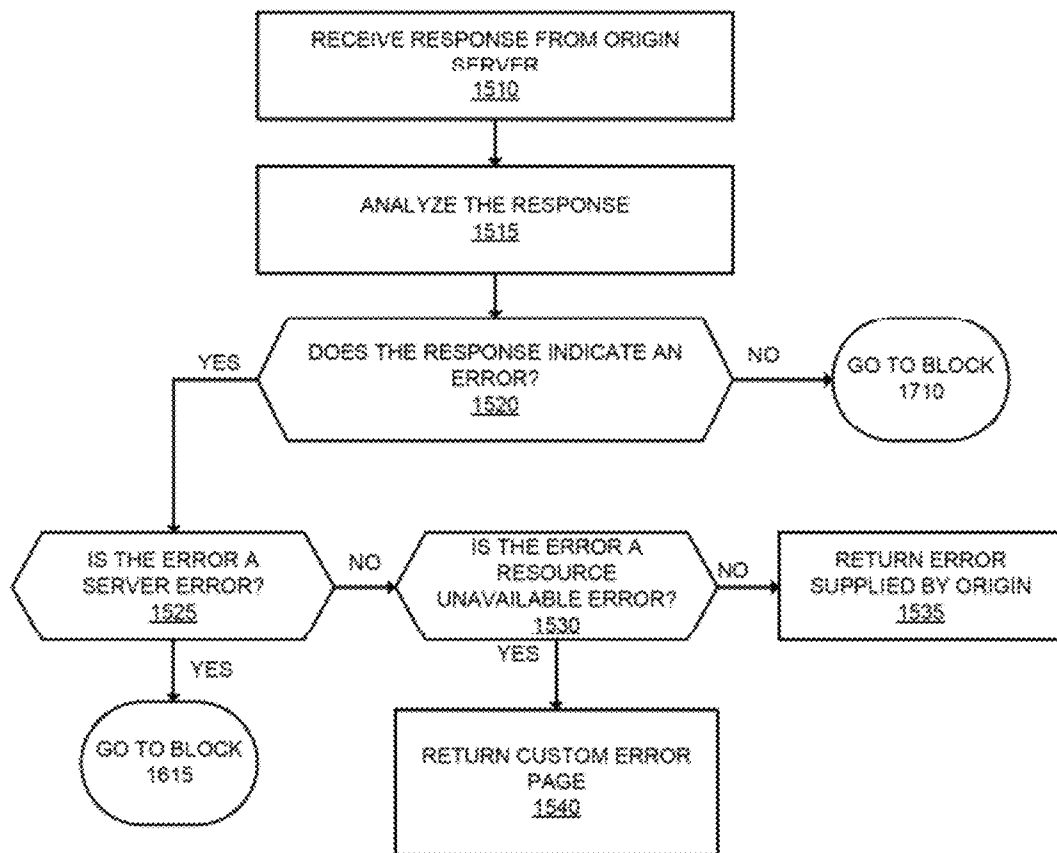 RECEIVE RESPONSE FROM ORIGIN
SERVER
1510
ANALYZE THE RESPONSE
1515
DOES THE RESPONSE INDICATE AN
ERROR?
1520
YES
NO
GO TO BLOCK
1710
IS THE ERROR A
SERVER ERROR?
1525
NO
IS THE ERROR A
RESOURCE
UNAVAILABLE ERROR?
1530
NO
RETURN ERROR
SUPPLIED BY ORIGIN
1535
YES
GO TO BLOCK
1615
YES
RETURN CUSTOM ERROR
PAGE
1540